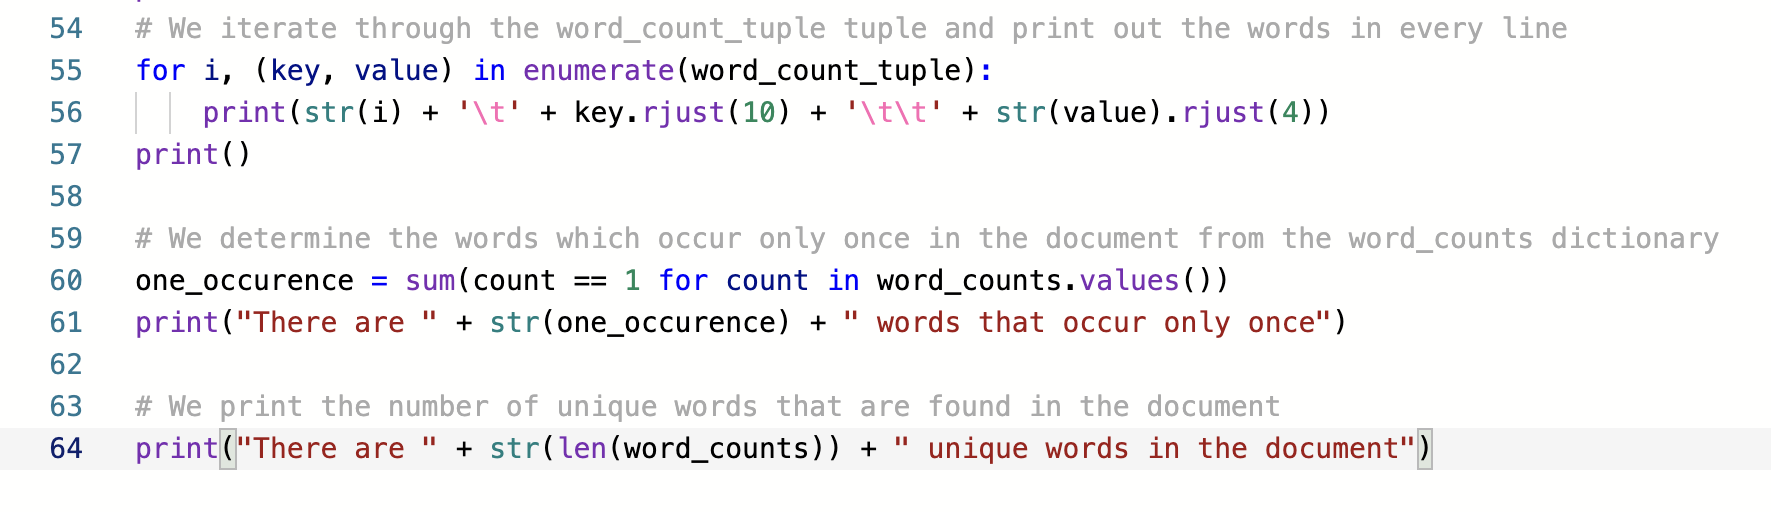 54 # We iterate through the word_count_tuple tuple and print out the words in every line
55 for i, (key, value) in enumerate(word_count_tuple):
56     print(str(i) + '\t' + key.rjust(10) + '\t\t' + str(value).rjust(4))
57 print()
58
59 # We determine the words which occur only once in the document from the word_counts dictionary
60 one_occurence = sum(count == 1 for count in word_counts.values())
61 print("There are " + str(one_occurence) + " words that occur only once")
62
63 # We print the number of unique words that are found in the document
64 print("There are " + str(len(word_counts)) + " unique words in the document")